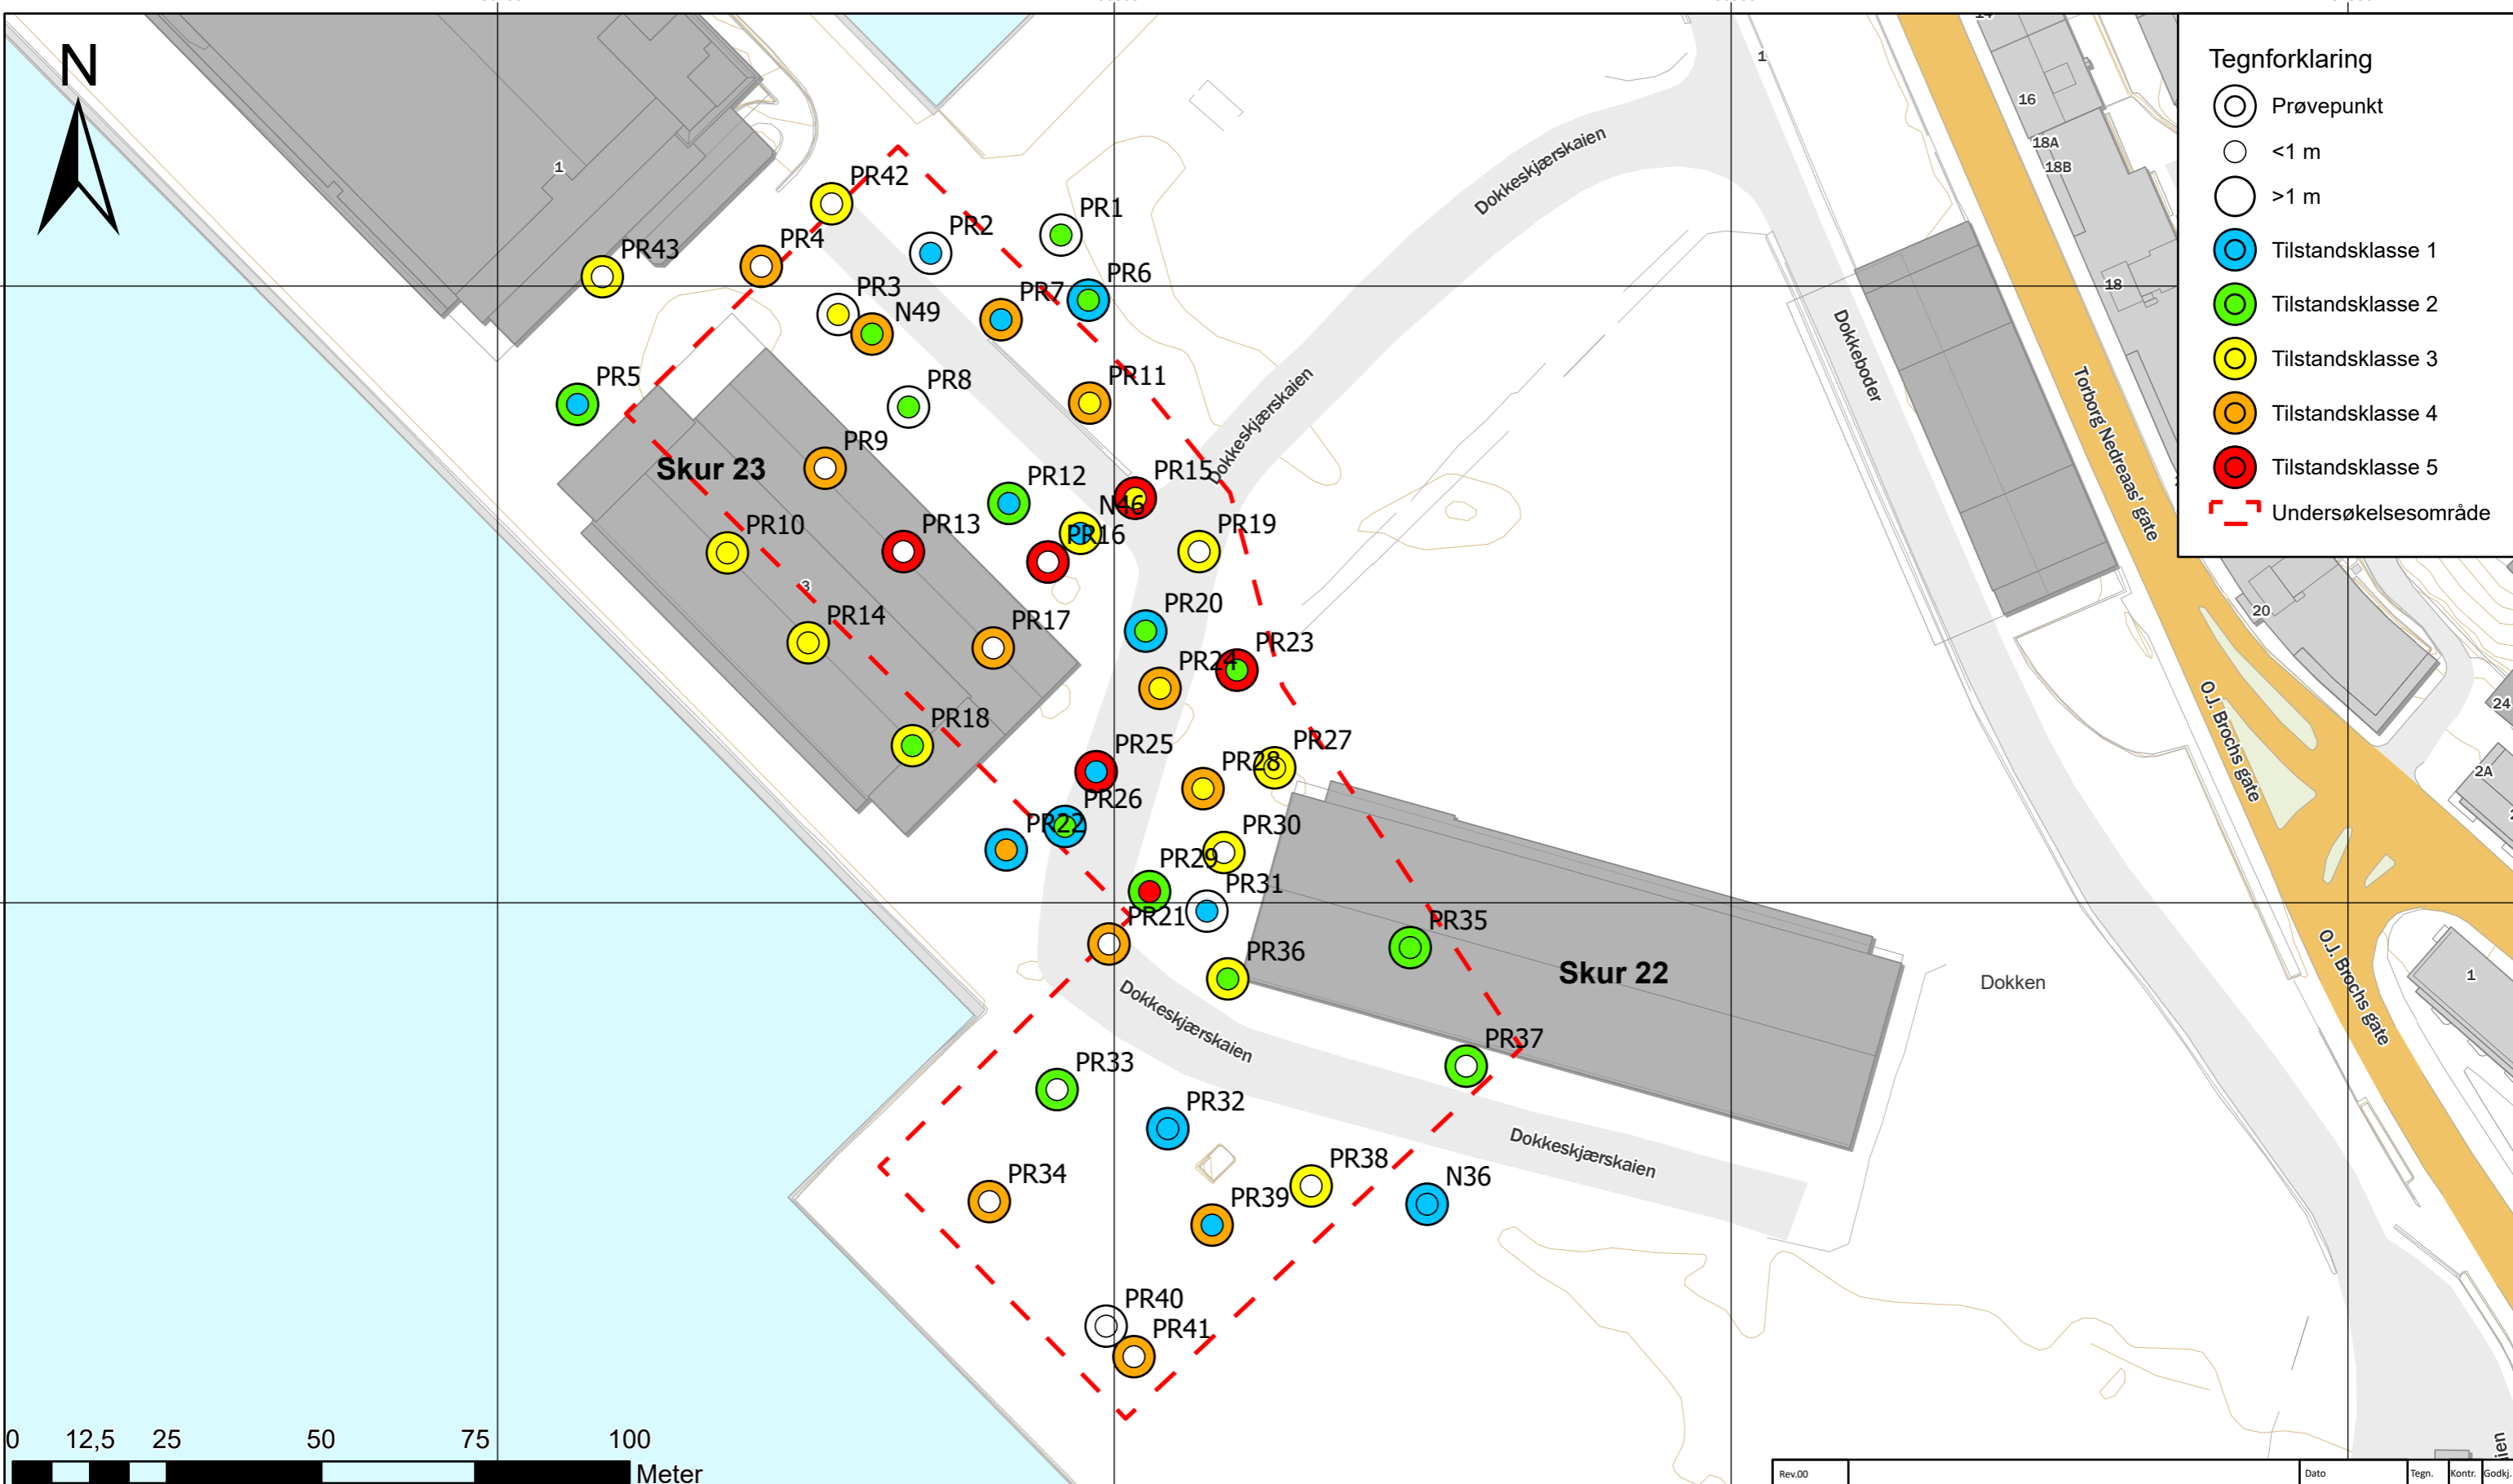 N
Tegnforklaring
Prøvepunkt
<1 m
>1 m
Tilstandsklasse 1
Tilstandsklasse 2
Tilstandsklasse 3
Tilstandsklasse 4
Tilstandsklasse 5
Undersøkelsesområde
1
1
16
18A
18B
18
20
24
2A
1
3
PR42
PR1
PR2
PR4
PR43
PR6
PR3
PR7
N49
PR5
PR8
PR11
Dokkeskjærskaien
Dokkeskjærskaien
Dokkeboder
Torborg Nedreaas' gate
PR9
Skur 23
PR12
PR15
N46
PR16
PR19
PR10
PR13
PR14
PR17
PR20
PR24
PR23
PR18
PR25
PR28
PR27
PR26
PR22
PR30
PR29
PR31
PR21
PR35
PR36
Skur 22
Dokken
O.J. Brochs gate
O.J. Brochs gate
Dokkeskjærskaien
PR37
PR33
PR32
Dokkeskjærskaien
PR34
PR38
N36
PR39
PR40
PR41
0 12,5 25 50 75 100
Meter
Rev.00 Dato Tegn. Kontr. Godkj.